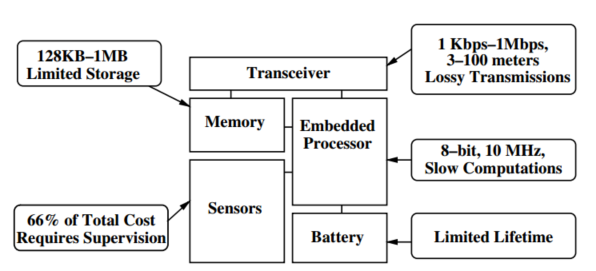 128KB–1MB
Limited Storage
Transceiver
1 Kbps–1Mbps,
3–100 meters
Lossy Transmissions
Memory
Embedded
Processor
8–bit, 10 MHz,
Slow Computations
Sensors
66% of Total Cost
Requires Supervision
Battery
Limited Lifetime